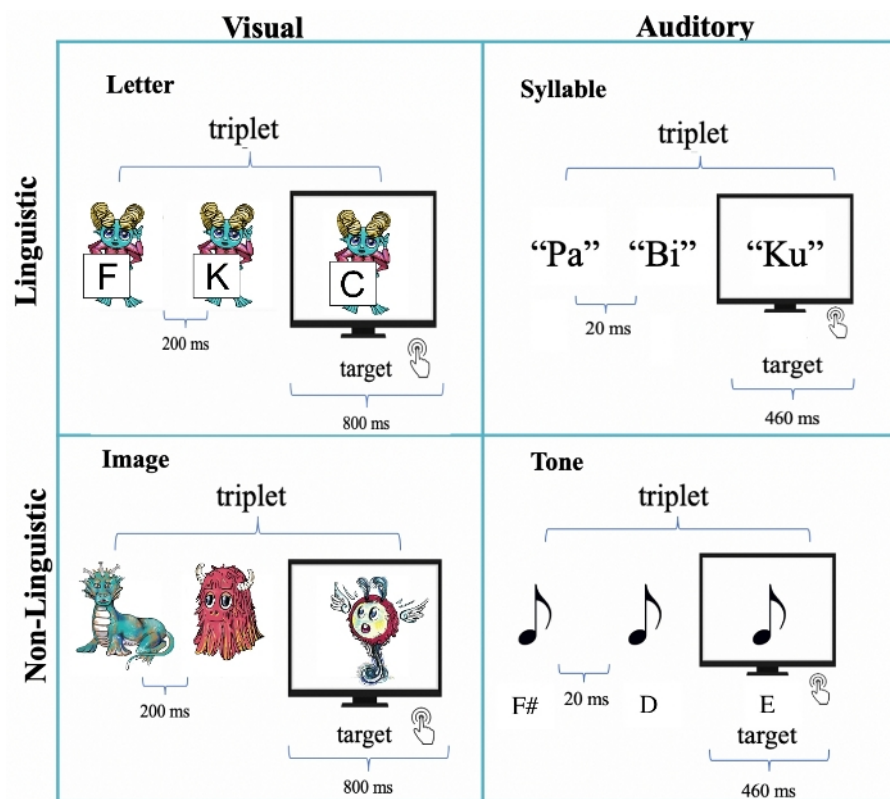 Visual
Auditory
Linguistic
Letter
triplet
F
K
C
200 ms
target
800 ms
Syllable
triplet
“Pa”
“Bi”
“Ku”
20 ms
target
460 ms
Non-Linguistic
Image
triplet
200 ms
target
800 ms
Tone
triplet
F#
20 ms
D
E
target
460 ms